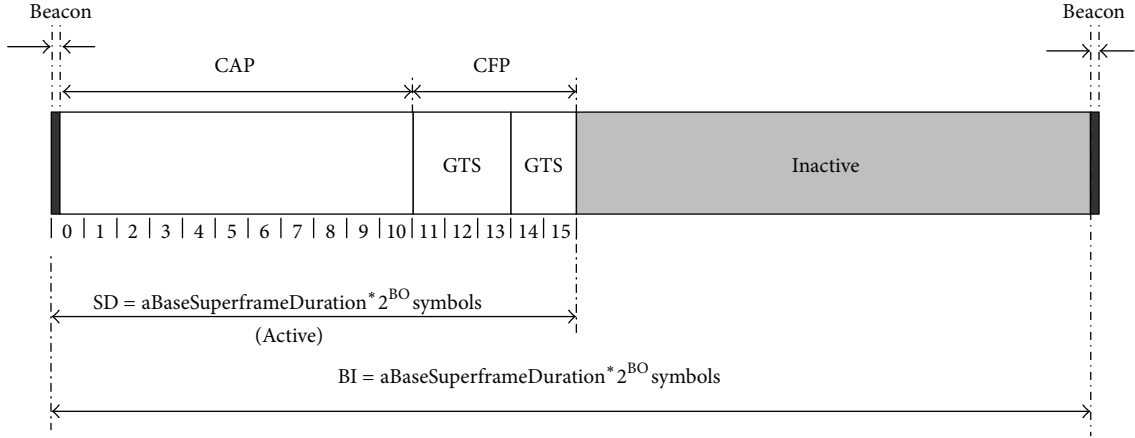 Beacon Beacon
CAP CFP
GTS GTS Inactive
0 1 2 3 4 5 6 7 8 9 10 11 12 13 14 15
SD = aBaseSuperframeDuration*2^BO symbols
(Active)
BI = aBaseSuperframeDuration*2^BO symbols